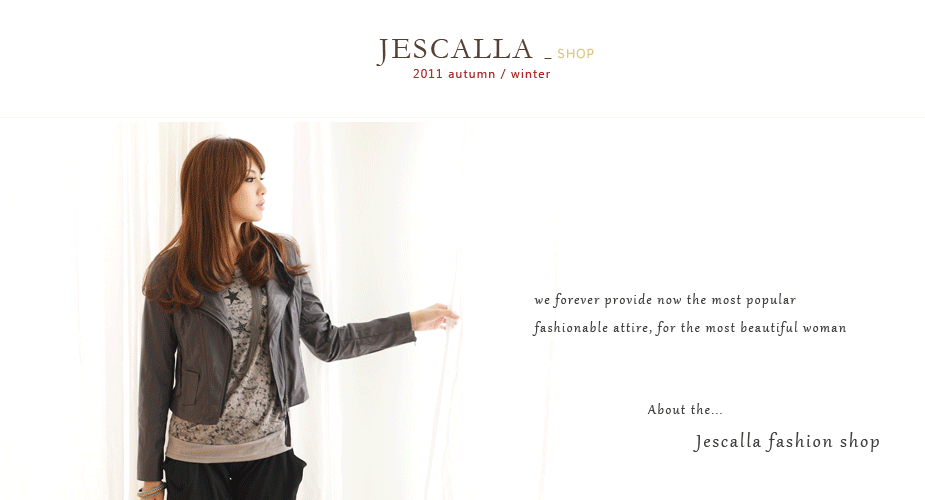 JESCALLA _ SHOP
2011 autumn / winter
we forever provide now the most popular
fashionable attire, for the most beautiful woman
About the...
Jescalla fashion shop